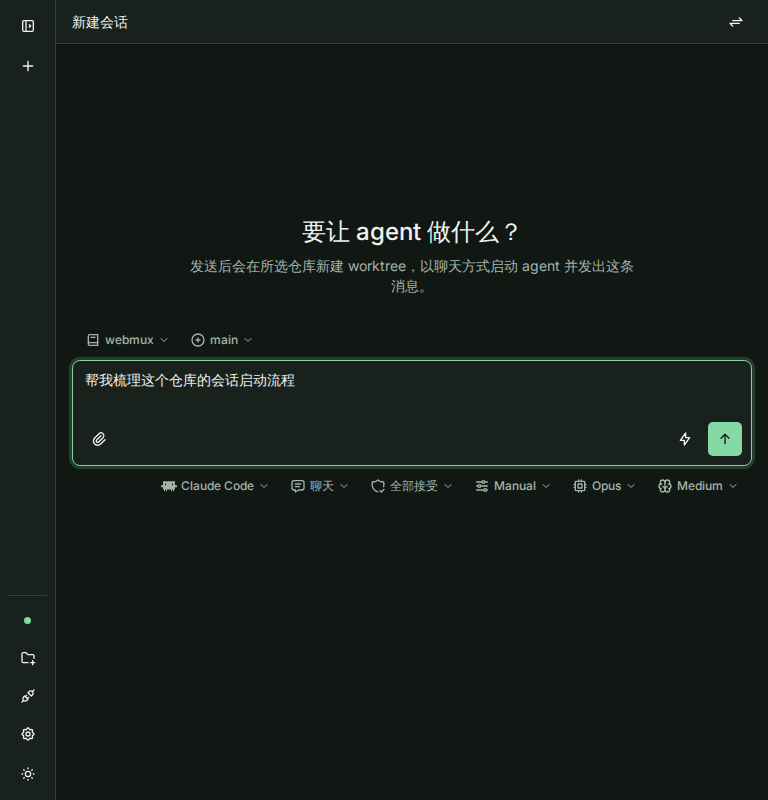 新建会话
要让 agent 做什么？
发送后会在所选仓库新建 worktree，以聊天方式启动 agent 并发出这条
消息。
webmux main
帮我梳理这个仓库的会话启动流程
Claude Code 聊天 全部接受 Manual Opus Medium